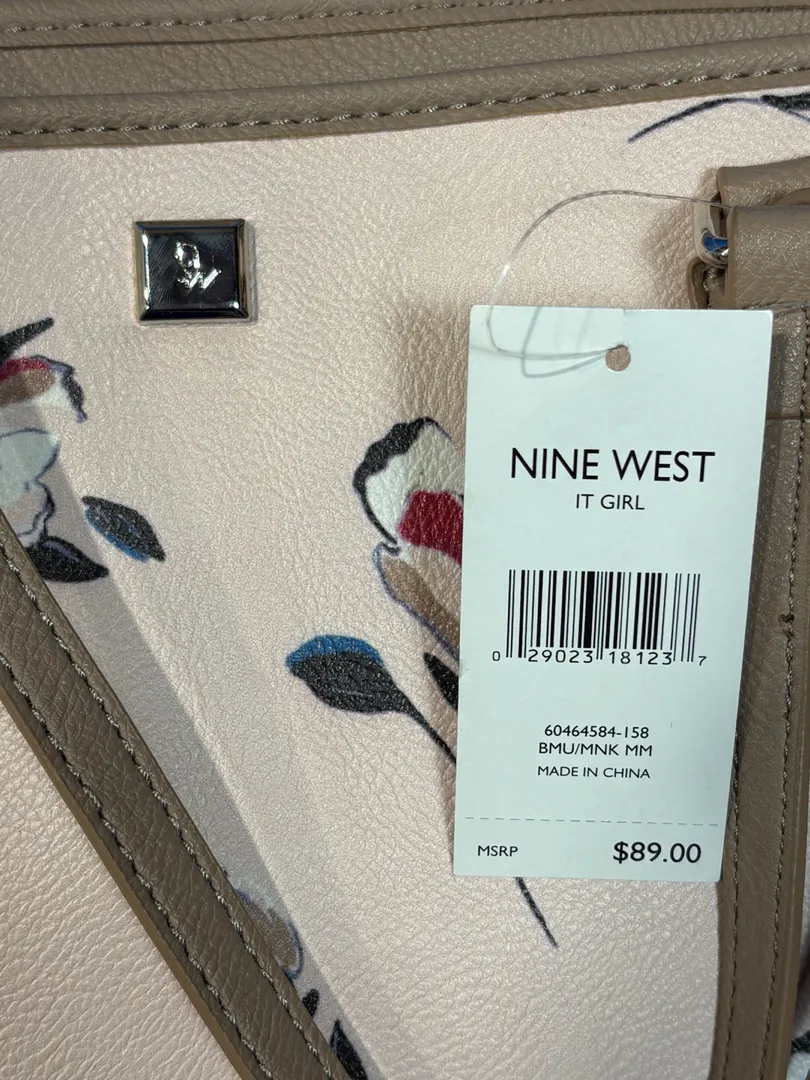 9W
NINE WEST
IT GIRL
0 29023 18123 7
60464584-158
BMU/MNK MM
MADE IN CHINA
MSRP $89.00